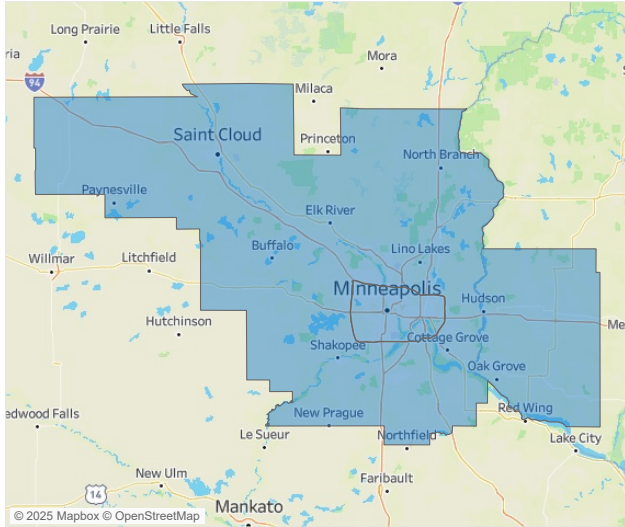 Long Prairie
Little Falls
ria
94
Mora
Milaca
Saint Cloud
Princeton
North Branch
Paynesville
Elk River
Buffalo
Lino Lakes
Willmar
Litchfield
Minneapolis
Hudson
Hutchinson
Me
Shakopee
Cottage Grove
Oak Grove
edwood Falls
New Prague
Red Wing
Le Sueur
Northfield
Lake City
New Ulm
Faribault
14
Mankato
© 2025 Mapbox © OpenStreetMap